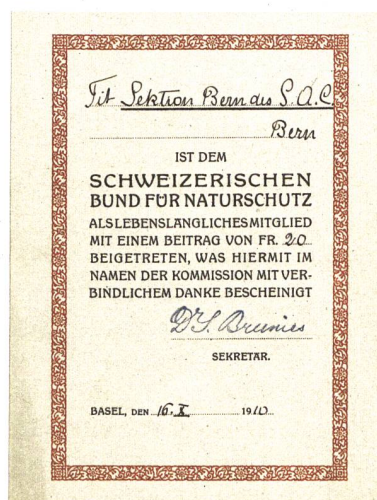 Tit. Sektion Bern des S.A.C.
Bern
IST DEM
SCHWEIZERISCHEN
BUND FÜR NATURSCHUTZ
ALS LEBENSLÄNGLICHES MITGLIED
MIT EINEM BEITRAG VON FR. 20
BEIGETRETEN, WAS HIERMIT IM
NAMEN DER KOMMISSION MIT VER-
BINDLICHEM DANKE BESCHEINIGT
Dr S. Brunies
SEKRETÄR.
BASEL, DEN 16. X 1910